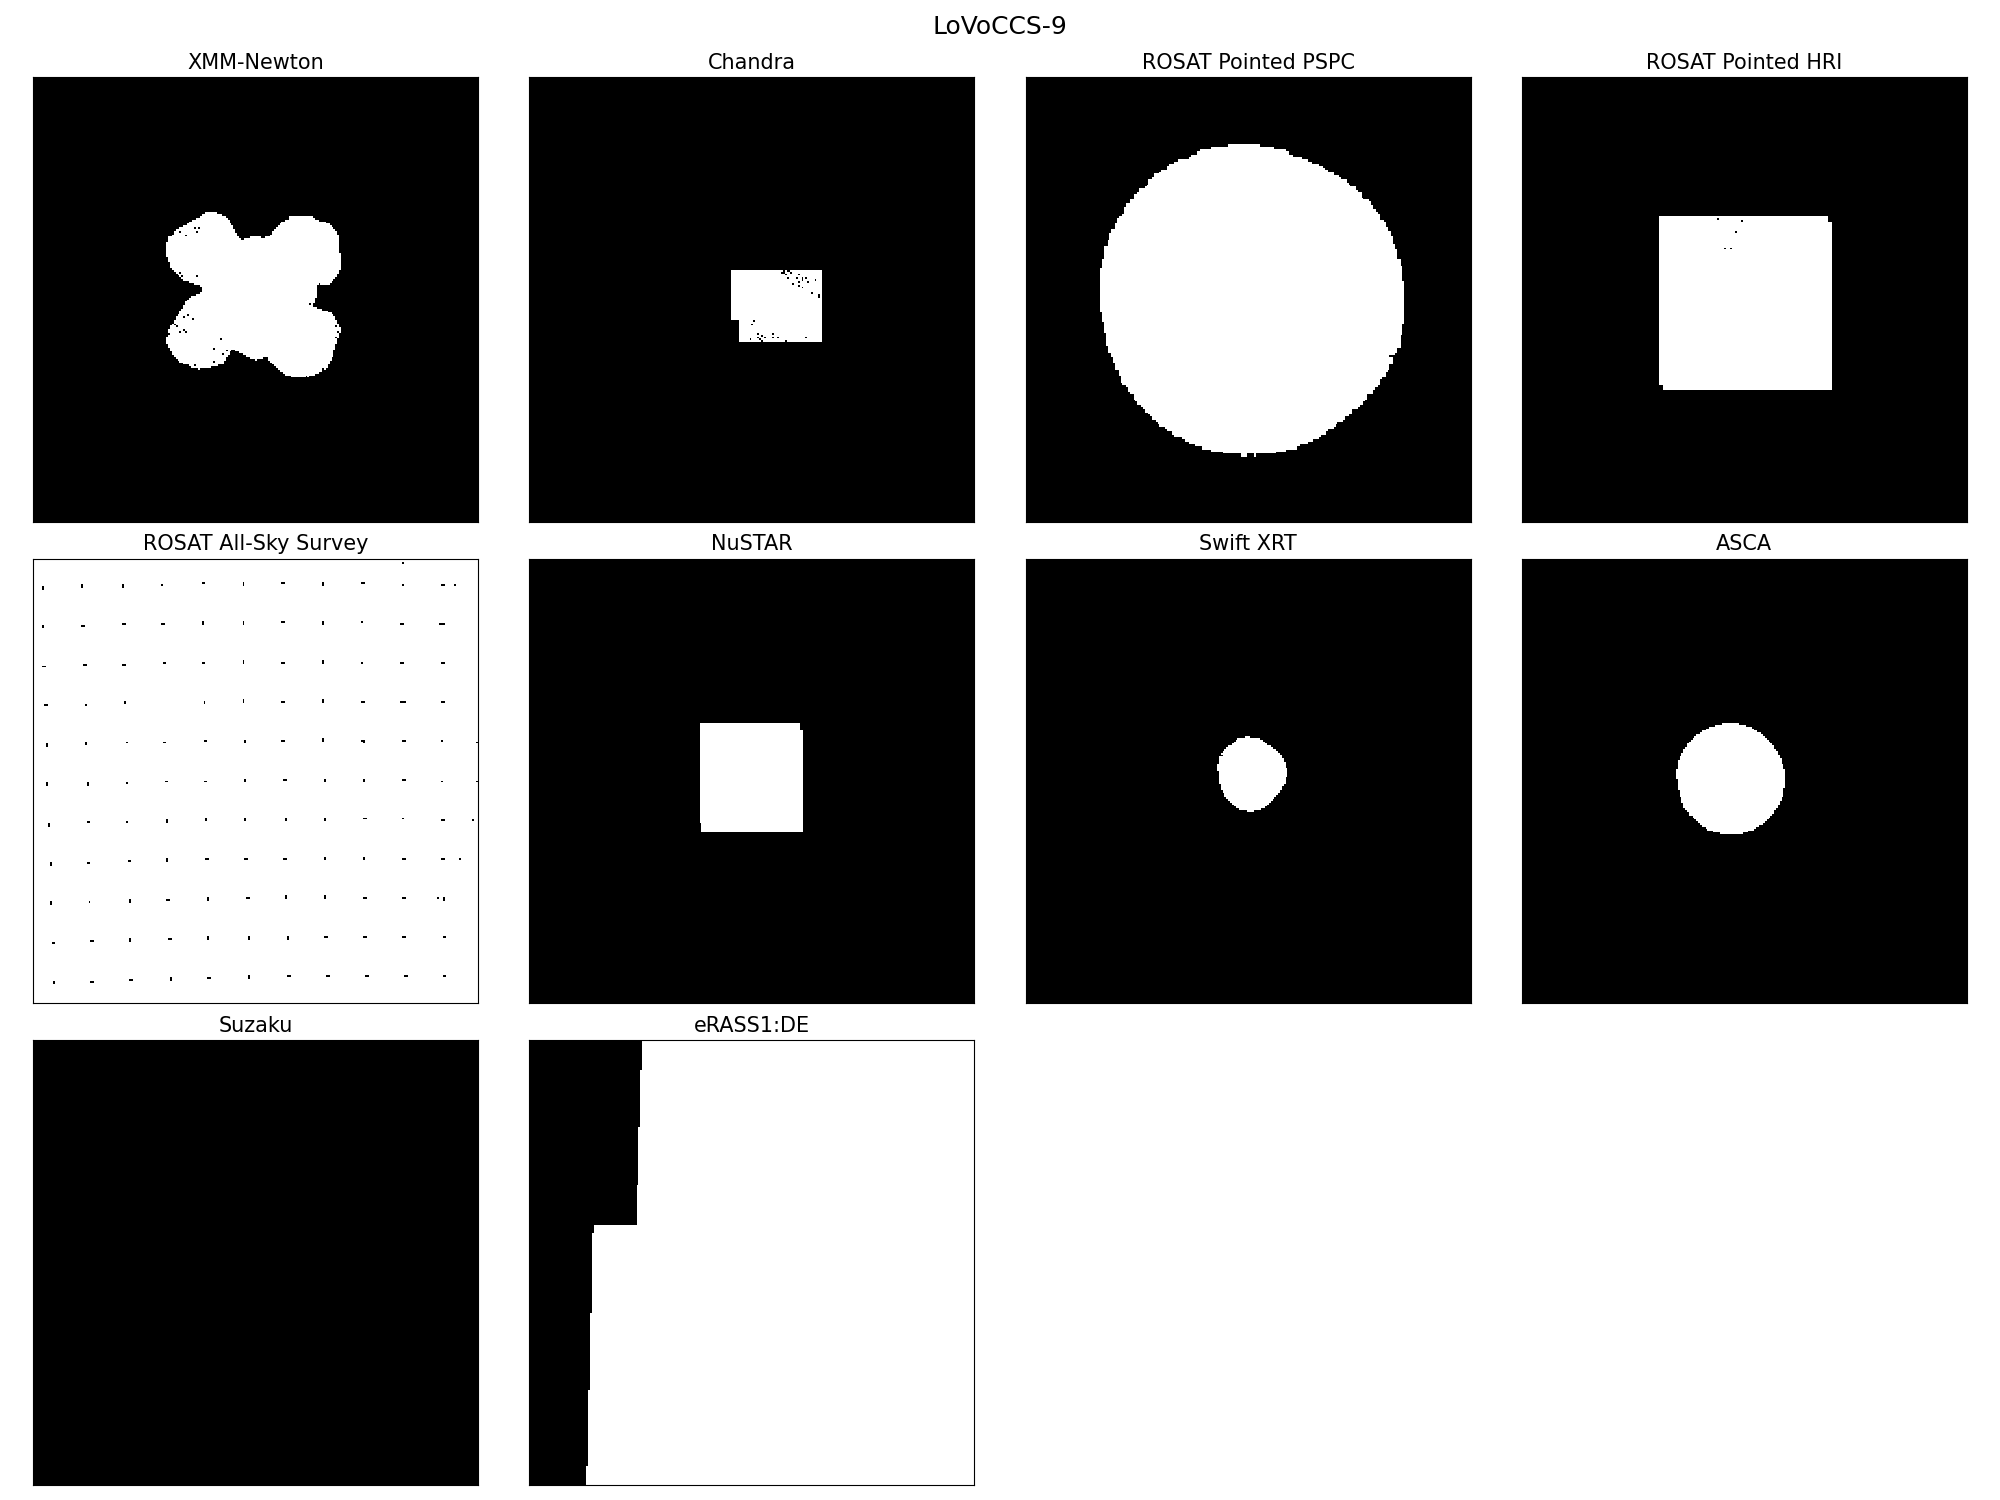 LoVoCCS-9
XMM-Newton
Chandra
ROSAT Pointed PSPC
ROSAT Pointed HRI
ROSAT All-Sky Survey
NuSTAR
Swift XRT
ASCA
Suzaku
eRASS1:DE